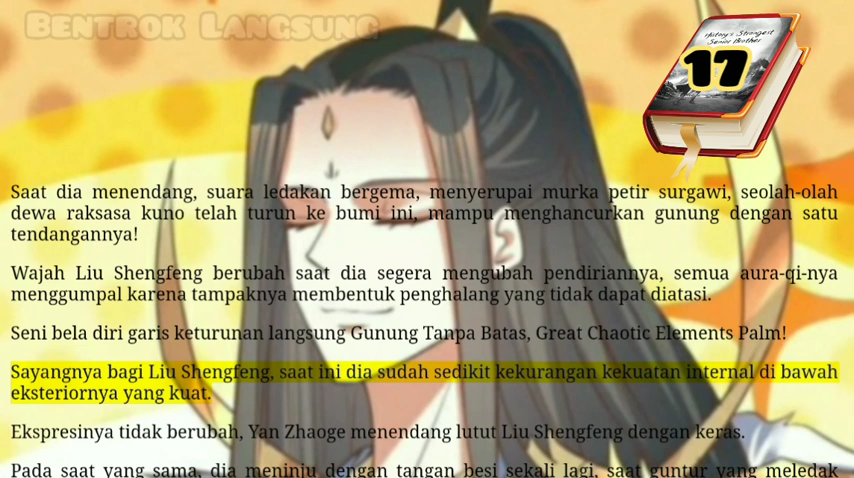 Bentrok Langsung
History's Strongest
Senior Brother
17
Saat dia menendang, suara ledakan bergema, menyerupai murka petir surgawi, seolah-olah
dewa raksasa kuno telah turun ke bumi ini, mampu menghancurkan gunung dengan satu
tendangannya!
Wajah Liu Shengfeng berubah saat dia segera mengubah pendiriannya, semua aura-qi-nya
menggumpal karena tampaknya membentuk penghalang yang tidak dapat diatasi.
Seni bela diri garis keturunan langsung Gunung Tanpa Batas, Great Chaotic Elements Palm!
Sayangnya bagi Liu Shengfeng, saat ini dia sudah sedikit kekurangan kekuatan internal di bawah
eksteriornya yang kuat.
Ekspresinya tidak berubah, Yan Zhaoge menendang lutut Liu Shengfeng dengan keras.
Pada saat yang sama, dia meninju dengan tangan besi sekali lagi, saat guntur yang meledak